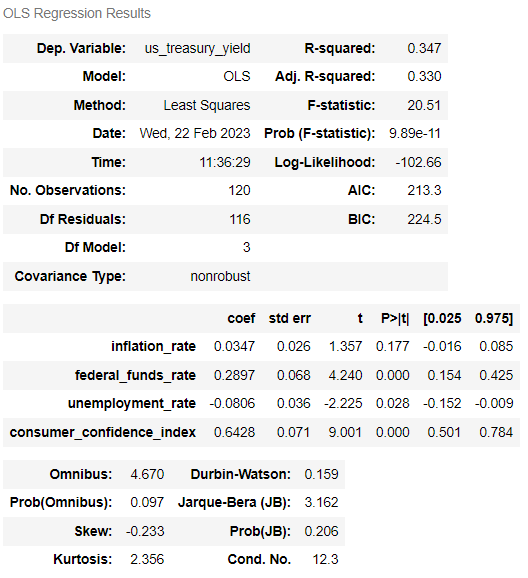 OLS Regression Results
Dep. Variable: us_treasury_yield R-squared: 0.347
Model: OLS Adj. R-squared: 0.330
Method: Least Squares F-statistic: 20.51
Date: Wed, 22 Feb 2023 Prob (F-statistic): 9.89e-11
Time: 11:36:29 Log-Likelihood: -102.66
No. Observations: 120 AIC: 213.3
Df Residuals: 116 BIC: 224.5
Df Model: 3
Covariance Type: nonrobust
coef std err t P>|t| [0.025 0.975]
inflation_rate 0.0347 0.026 1.357 0.177 -0.016 0.085
federal_funds_rate 0.2897 0.068 4.240 0.000 0.154 0.425
unemployment_rate -0.0806 0.036 -2.225 0.028 -0.152 -0.009
consumer_confidence_index 0.6428 0.071 9.001 0.000 0.501 0.784
Omnibus: 4.670 Durbin-Watson: 0.159
Prob(Omnibus): 0.097 Jarque-Bera (JB): 3.162
Skew: -0.233 Prob(JB): 0.206
Kurtosis: 2.356 Cond. No. 12.3